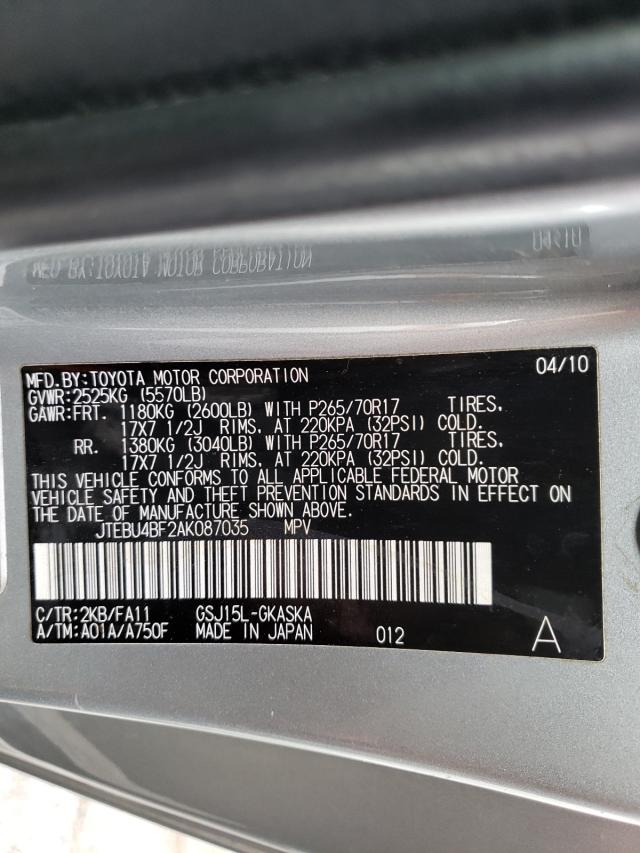 MFD.BY:TOYOTA MOTOR CORPORATION 04/10
GVWR:2525KG (5570LB)
GAWR:FRT. 1180KG (2600LB) WITH P265/70R17 TIRES,
17X7 1/2J RIMS, AT 220KPA (32PSI) COLD.
RR. 1380KG (3040LB) WITH P265/70R17 TIRES,
17X7 1/2J RIMS, AT 220KPA (32PSI) COLD.
THIS VEHICLE CONFORMS TO ALL APPLICABLE FEDERAL MOTOR
VEHICLE SAFETY AND THEFT PREVENTION STANDARDS IN EFFECT ON
THE DATE OF MANUFACTURE SHOWN ABOVE.
JTEBU4BF2AK087035 MPV
C/TR:2KB/FA11 GSJ15L-GKASKA
A/TM:A01A/A750F MADE IN JAPAN 012 A